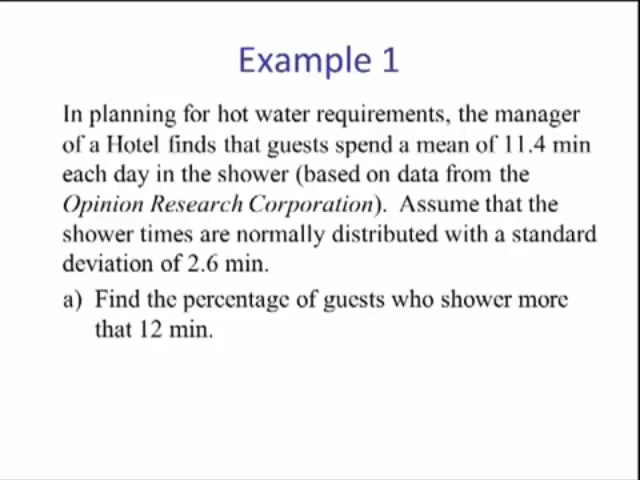 Example 1
In planning for hot water requirements, the manager
of a Hotel finds that guests spend a mean of 11.4 min
each day in the shower (based on data from the
Opinion Research Corporation).  Assume that the
shower times are normally distributed with a standard
deviation of 2.6 min.
a) Find the percentage of guests who shower more
that 12 min.